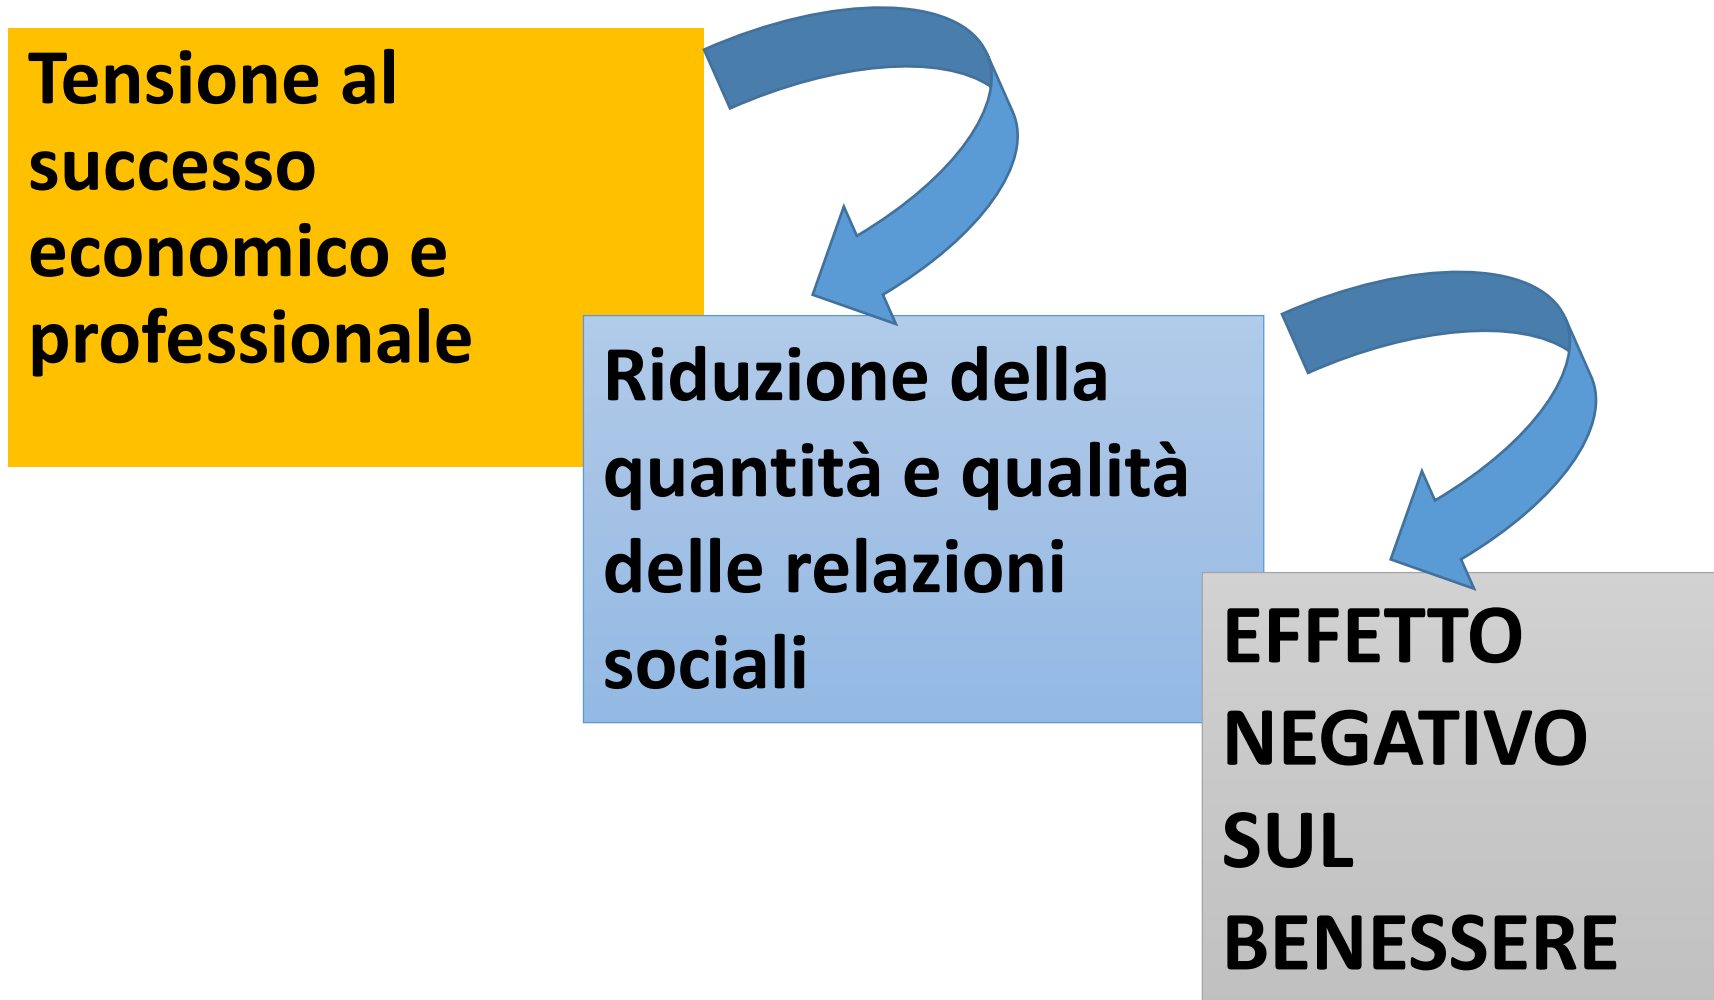 Tensione al
successo
economico e
professionale
Riduzione della
quantità e qualità
delle relazioni
sociali
EFFETTO
NEGATIVO
SUL
BENESSERE